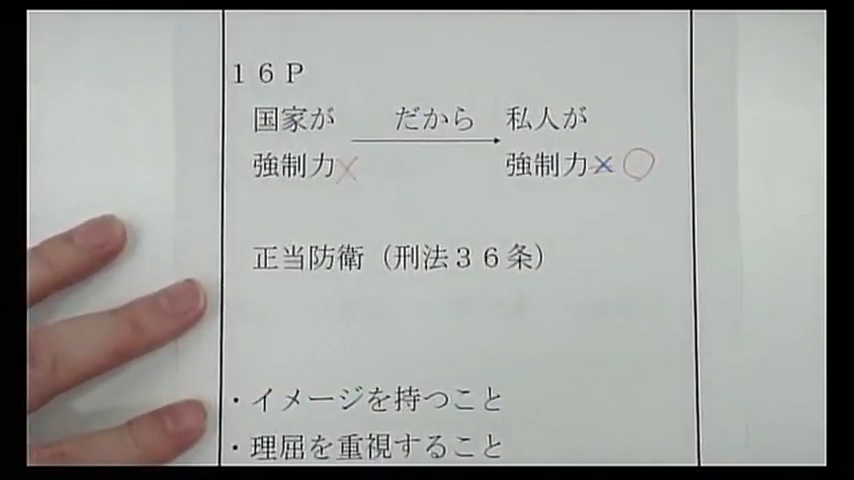 １６Ｐ
国家が だから 私人が
強制力× 強制力× ○
正当防衛（刑法３６条）
・イメージを持つこと
・理屈を重視すること